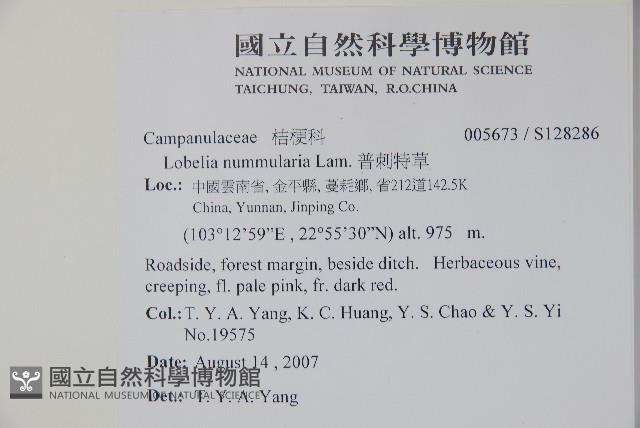 國立自然科學博物館
NATIONAL MUSEUM OF NATURAL SCIENCE
TAICHUNG, TAIWAN, R.O.CHINA
Campanulaceae 桔梗科 005673 / S128286
Lobelia nummularia Lam. 普刺特草
Loc.: 中國雲南省, 金平縣, 蔓耗鄉, 省212道142.5K
China, Yunnan, Jinping Co.
(103°12’59”E , 22°55’30”N) alt. 975 m.
Roadside, forest margin, beside ditch. Herbaceous vine,
creeping, fl. pale pink, fr. dark red.
Col.: T. Y. A. Yang, K. C. Huang, Y. S. Chao & Y. S. Yi
No.19575
Date: August 14 , 2007
國立自然科學博物館
NATIONAL MUSEUM OF NATURAL SCIENCE
Det.: T. Y. A. Yang